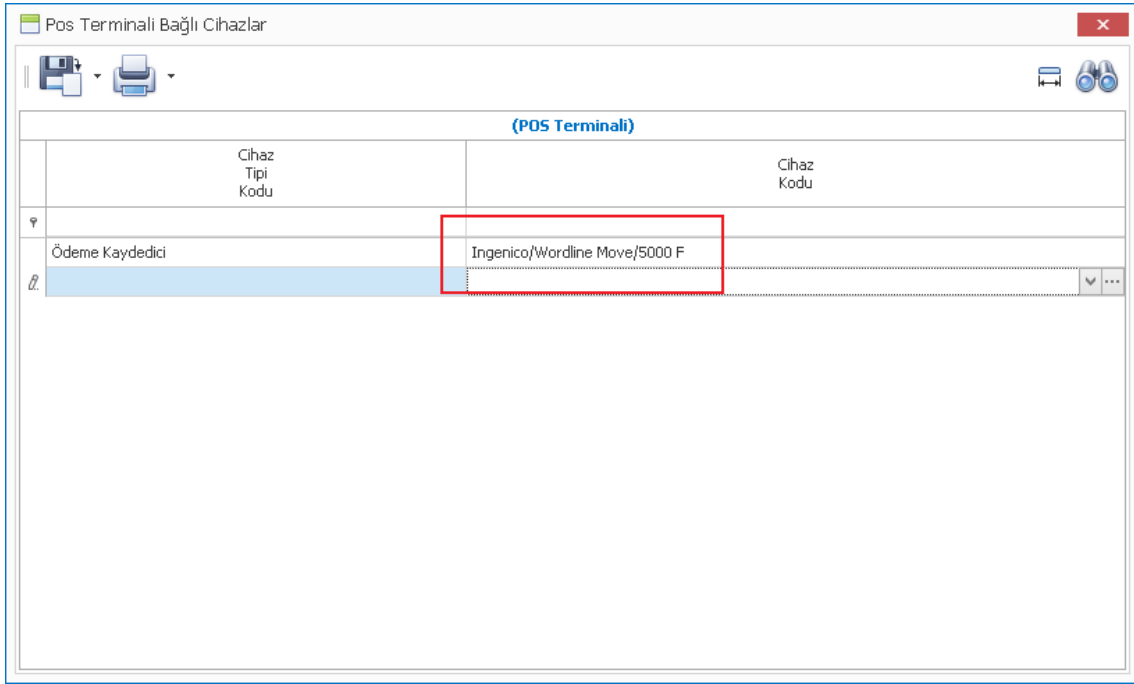 Pos Terminali Bağlı Cihazlar
(POS Terminali)
Cihaz
Tipi
Kodu
Cihaz
Kodu
Ödeme Kaydedici
Ingenico/Wordline Move/5000 F